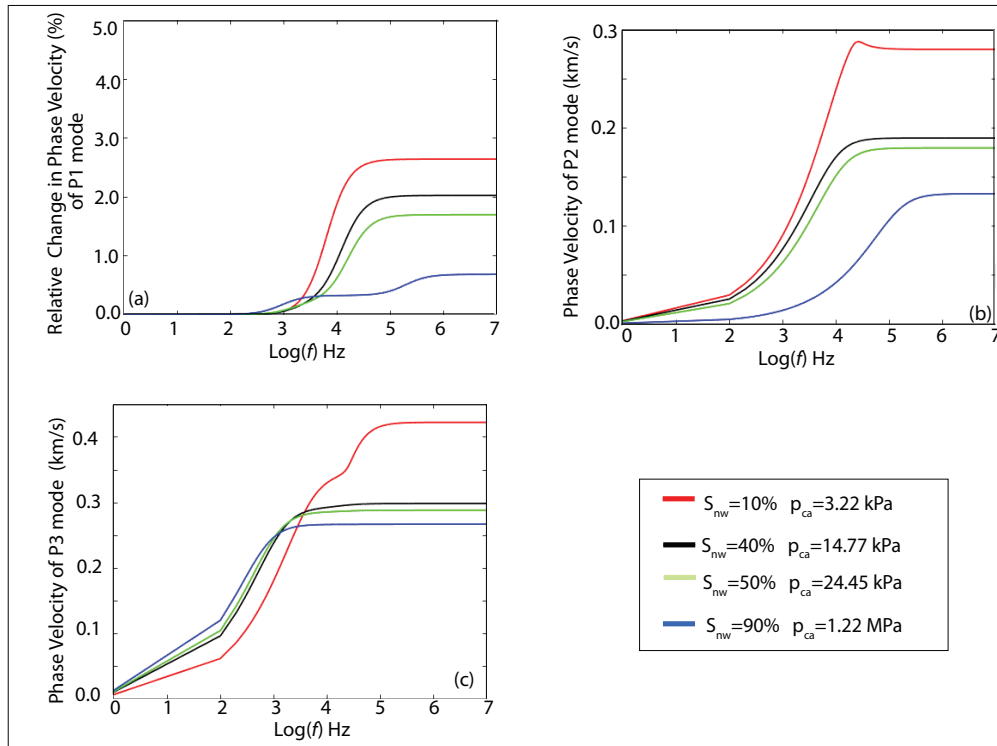 Relative Change in Phase Velocity (%)
of P1 mode
5.0
4.0
3.0
2.0
1.0
0.0
(a)
0 1 2 3 4 5 6 7
Log(f) Hz
Phase Velocity of P2 mode (km/s)
0.3
0.2
0.1
0.0
(b)
0 1 2 3 4 5 6 7
Log(f) Hz
Phase Velocity of P3 mode (km/s)
0.4
0.3
0.2
0.1
0.0
(c)
0 1 2 3 4 5 6 7
Log(f) Hz
Snw=10% pca=3.22 kPa
Snw=40% pca=14.77 kPa
Snw=50% pca=24.45 kPa
Snw=90% pca=1.22 MPa